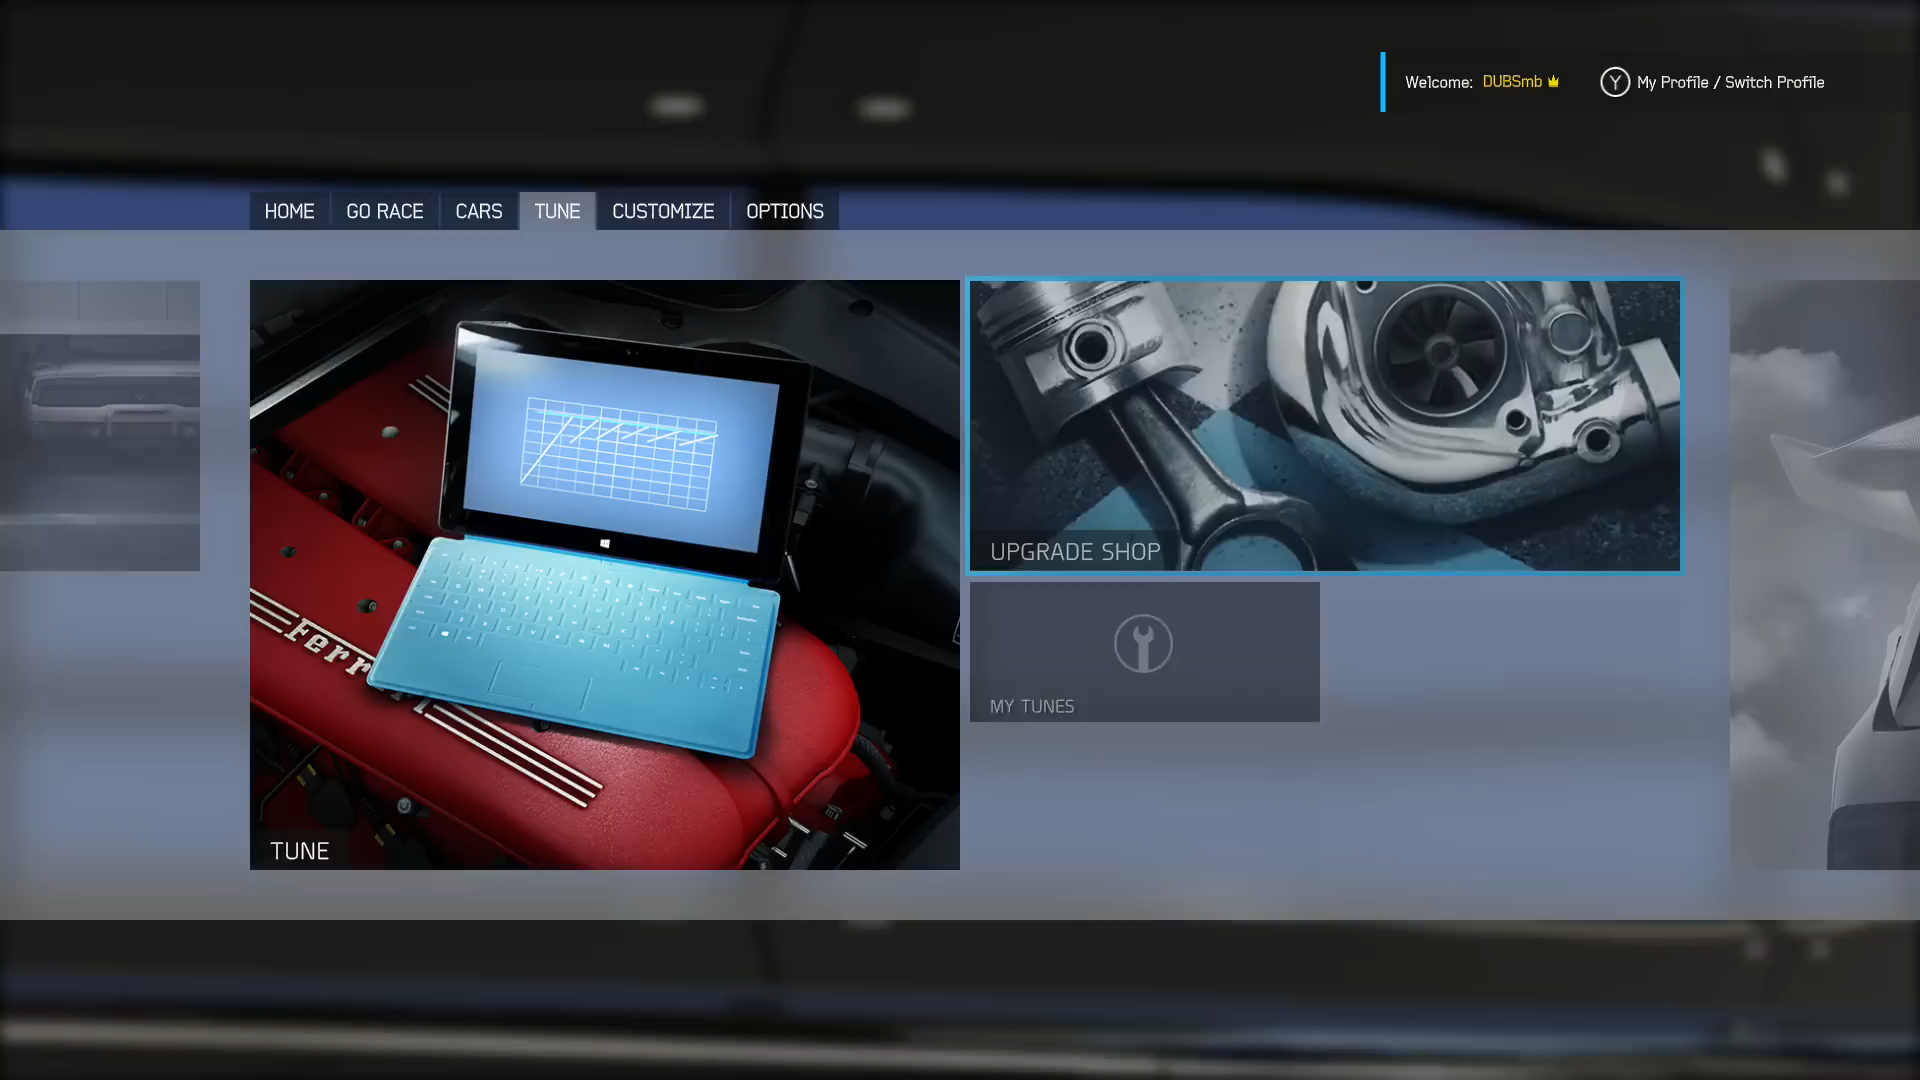 Welcome: DUBSmb
Y My Profile / Switch Profile
HOME GO RACE CARS TUNE CUSTOMIZE OPTIONS
UPGRADE SHOP
MY TUNES
TUNE